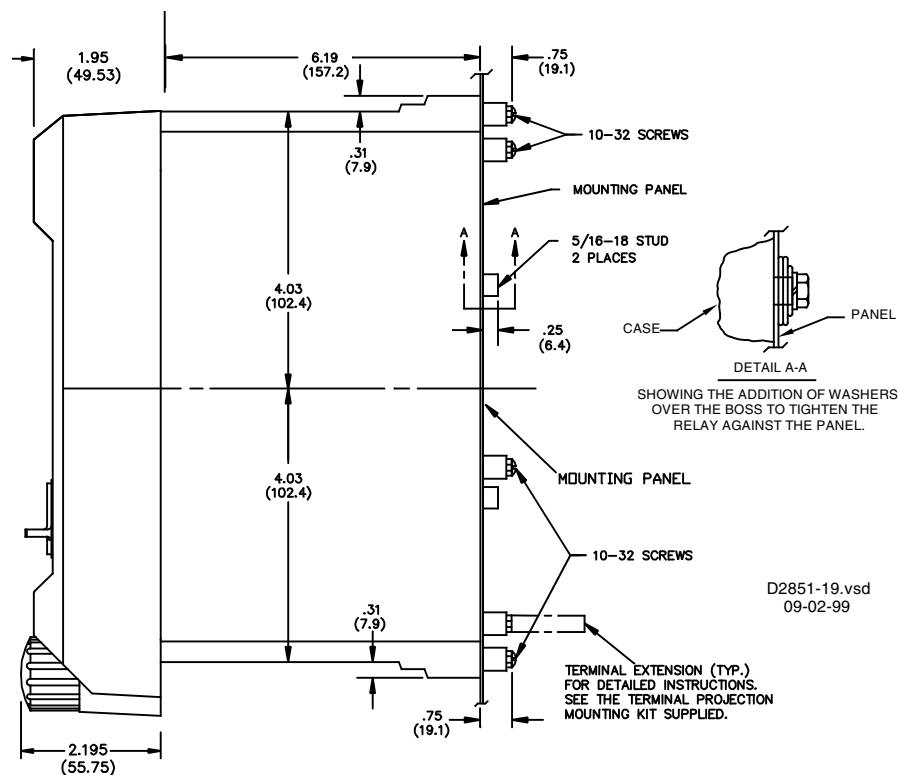 1.95
(49.53)
6.19
(157.2)
.75
(19.1)
10-32 SCREWS
.31
(7.9)
MOUNTING PANEL
A
A
5/16-18 STUD
2 PLACES
4.03
(102.4)
.25
(6.4)
CASE
PANEL
DETAIL A-A
SHOWING THE ADDITION OF WASHERS
OVER THE BOSS TO TIGHTEN THE
RELAY AGAINST THE PANEL.
4.03
(102.4)
MOUNTING PANEL
10-32 SCREWS
D2851-19.vsd
09-02-99
.31
(7.9)
TERMINAL EXTENSION (TYP.)
FOR DETAILED INSTRUCTIONS.
SEE THE TERMINAL PROJECTION
MOUNTING KIT SUPPLIED.
.75
(19.1)
2.195
(55.75)